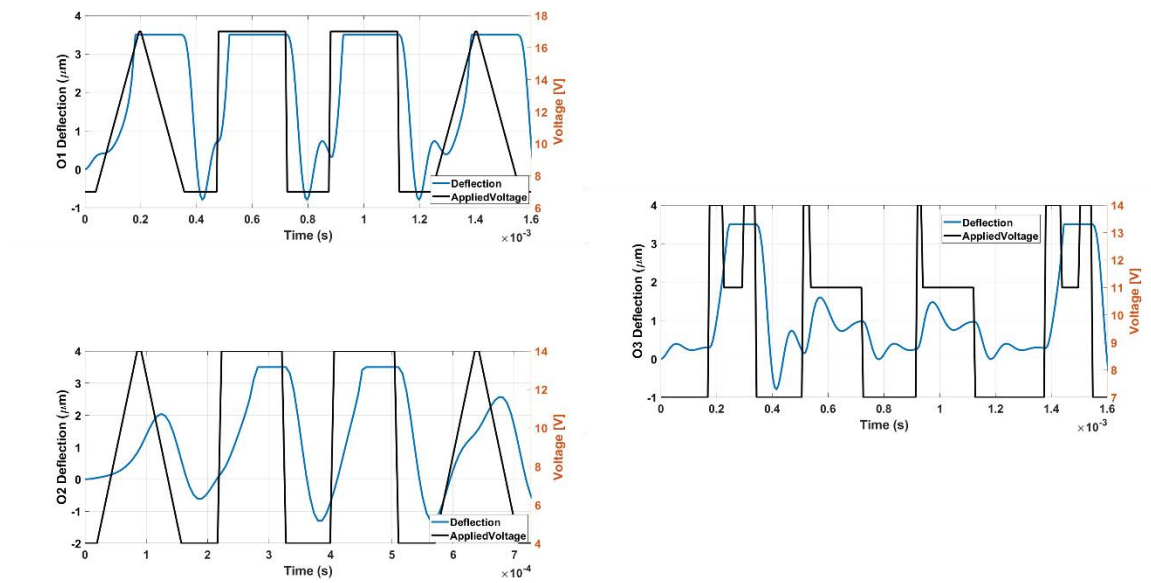 4
3
2
1
0
-1
O1 Deflection (μm)
18
16
14
12
10
8
6
Voltage [V]
Deflection
AppliedVoltage
0 0.2 0.4 0.6 0.8 1 1.2 1.4 1.6
Time (s)
×10⁻³
4
3
2
1
0
-1
O3 Deflection (μm)
14
13
12
11
10
9
8
7
Voltage [V]
Deflection
AppliedVoltage
0 0.2 0.4 0.6 0.8 1 1.2 1.4 1.6
Time (s)
×10⁻³
4
3
2
1
0
-1
-2
O2 Deflection (μm)
14
12
10
8
6
4
Voltage [V]
Deflection
AppliedVoltage
0 1 2 3 4 5 6 7
Time (s)
×10⁻⁴